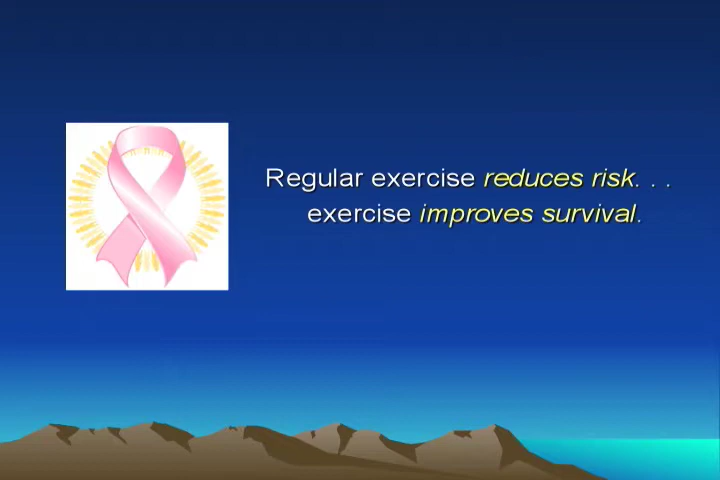 Regular exercise reduces risk. . .
exercise improves survival.